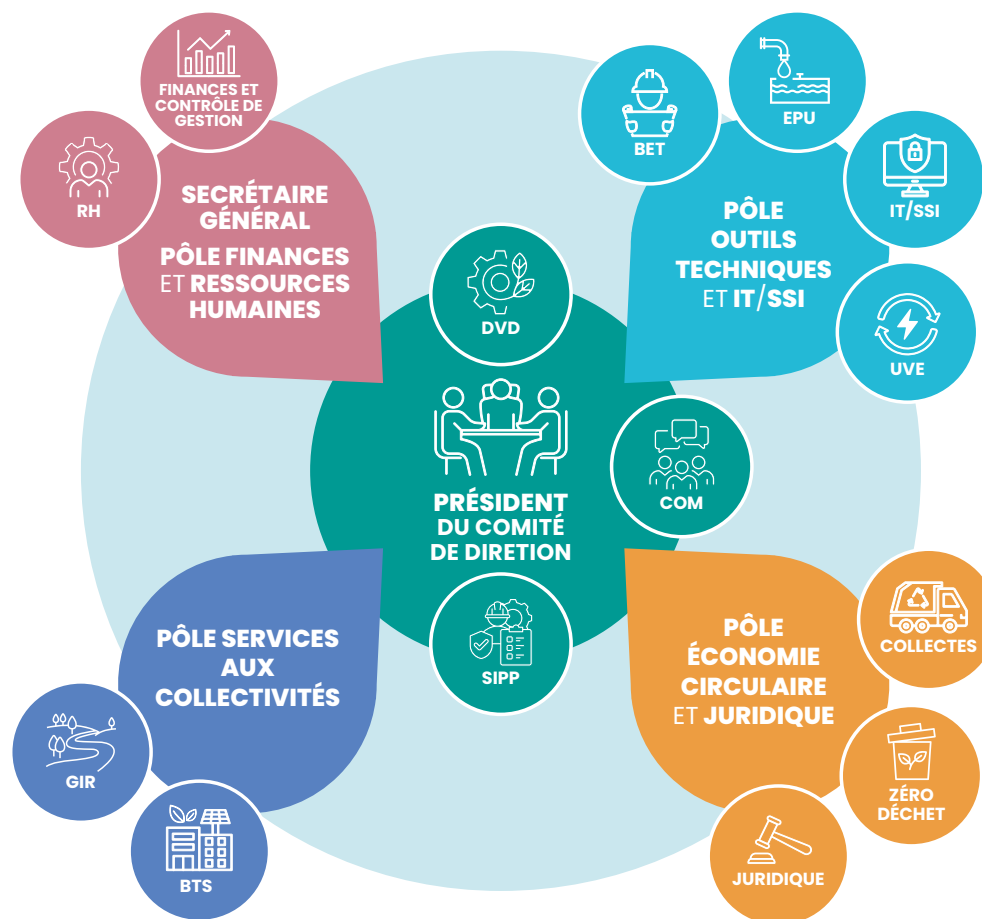 FINANCES ET
CONTRÔLE DE
GESTION
RH
SECRÉTAIRE
GÉNÉRAL
PÔLE FINANCES
ET RESSOURCES
HUMAINES
BET
EPU
IT/SSI
UVE
PÔLE
OUTILS
TECHNIQUES
ET IT/SSI
DVD
PRÉSIDENT
DU COMITÉ
DE DIRETION
COM
SIPP
PÔLE SERVICES
AUX
COLLECTIVITÉS
GIR
BTS
PÔLE
ÉCONOMIE
CIRCULAIRE
ET JURIDIQUE
COLLECTES
ZÉRO
DÉCHET
JURIDIQUE